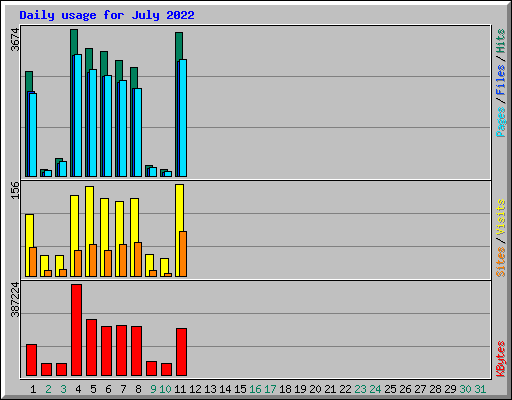 Daily usage for July 2022
3674
Pages / Files / Hits
156
Sites / Visits
387224
KBytes
1 2 3 4 5 6 7 8 9 10 11 12 13 14 15 16 17 18 19 20 21 22 23 24 25 26 27 28 29 30 31